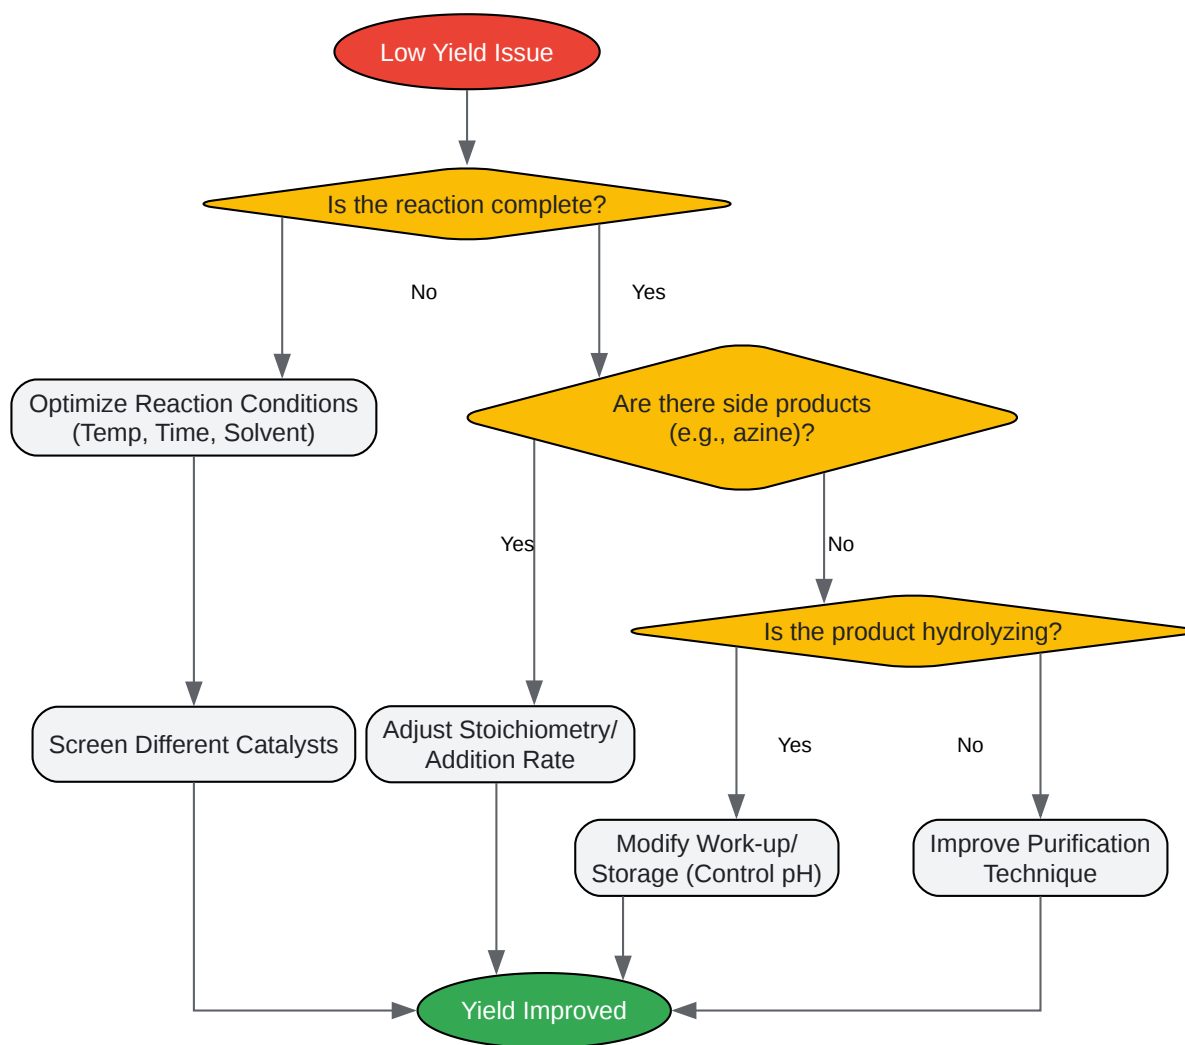 Low Yield Issue
Is the reaction complete?
No
Yes
Optimize Reaction Conditions
(Temp, Time, Solvent)
Are there side products
(e.g., azine)?
Yes
No
Is the product hydrolyzing?
Screen Different Catalysts
Adjust Stoichiometry/
Addition Rate
Yes
No
Modify Work-up/
Storage (Control pH)
Improve Purification
Technique
Yield Improved